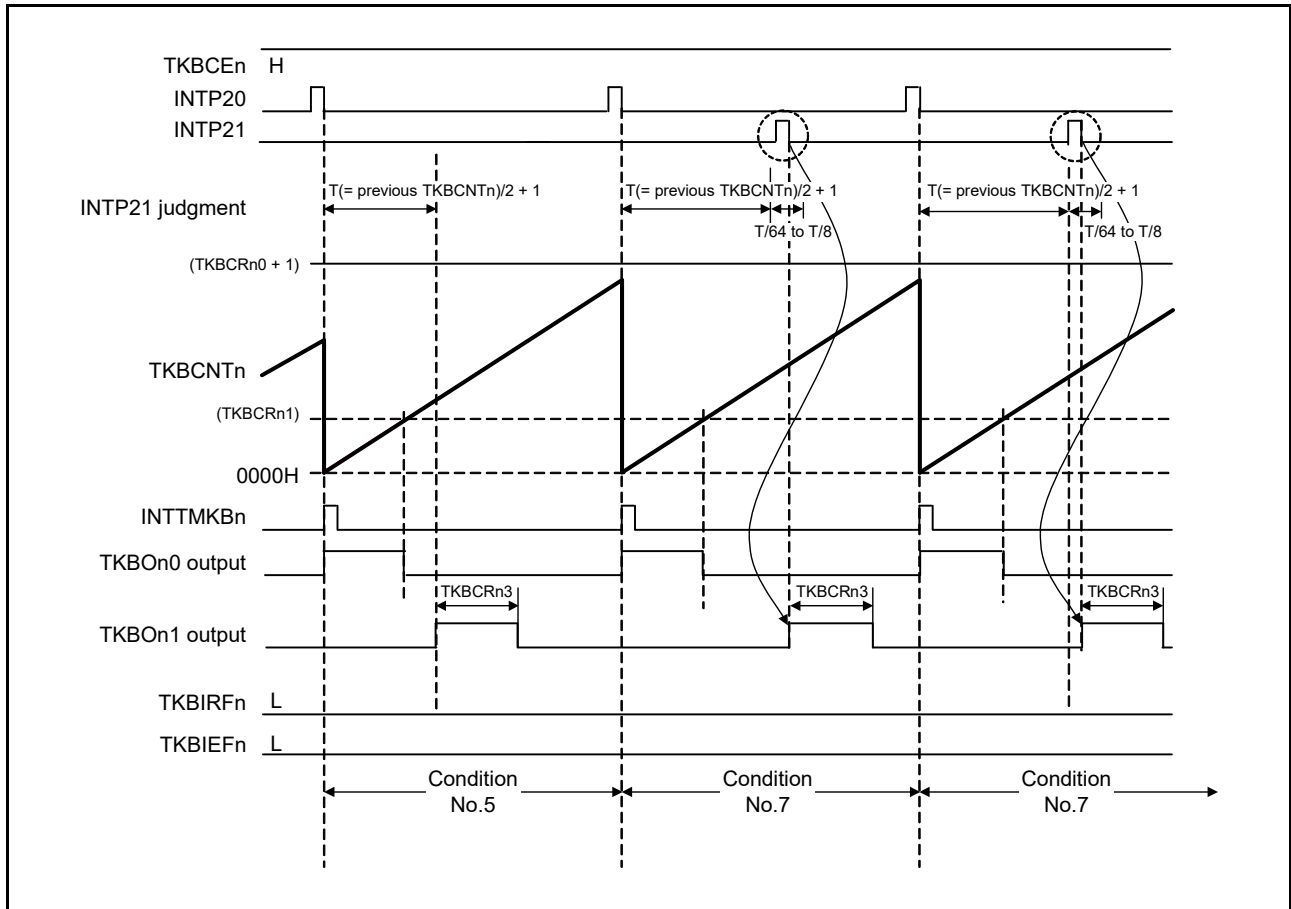 TKBCEn H
INTP20
INTP21
INTP21 judgment
T(= previous TKBCNTn)/2 + 1
T(= previous TKBCNTn)/2 + 1
T(= previous TKBCNTn)/2 + 1
T/64 to T/8
T/64 to T/8
(TKBCRn0 + 1)
TKBCNTn
(TKBCRn1)
0000H
INTTMKBn
TKBOn0 output
TKBCRn3
TKBCRn3
TKBCRn3
TKBOn1 output
TKBIRFn L
TKBIEFn L
Condition
No.5
Condition
No.7
Condition
No.7